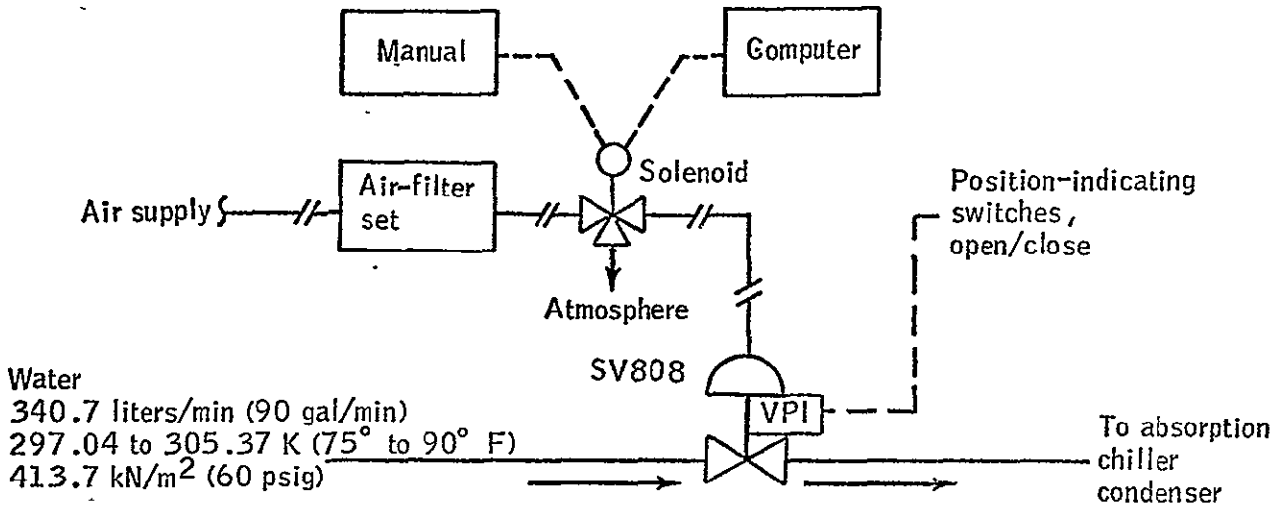 Manual
Gomputer
Solenoid
Air supply
Air-filter
set
Position-indicating
switches,
open/close
Atmosphere
SV808
VPI
Water
340.7 liters/min (90 gal/min)
297.04 to 305.37 K (75° to 90° F)
413.7 kN/m² (60 psig)
To absorption
chiller
condenser